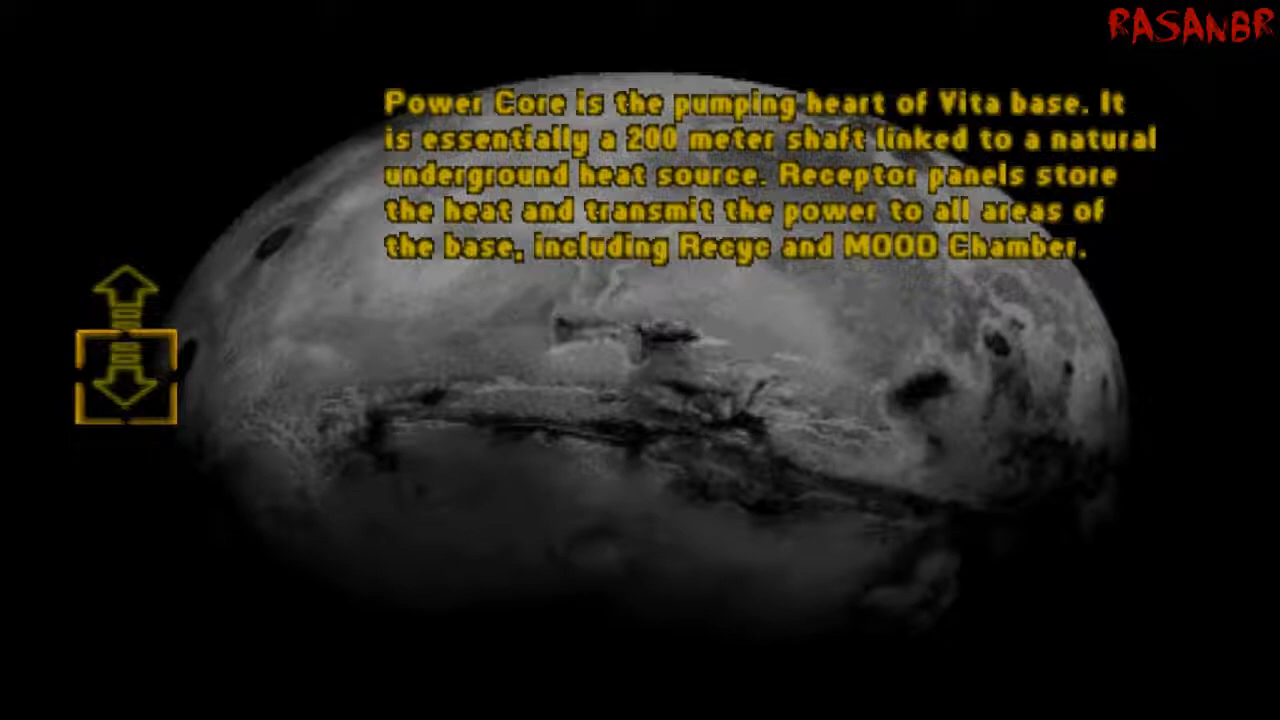 RASANBR
Power Core is the pumping heart of Vita base. It
is essentially a 200 meter shaft linked to a natural
underground heat source. Receptor panels store
the heat and transmit the power to all areas of
the base, including Recyc and MOOD Chamber.